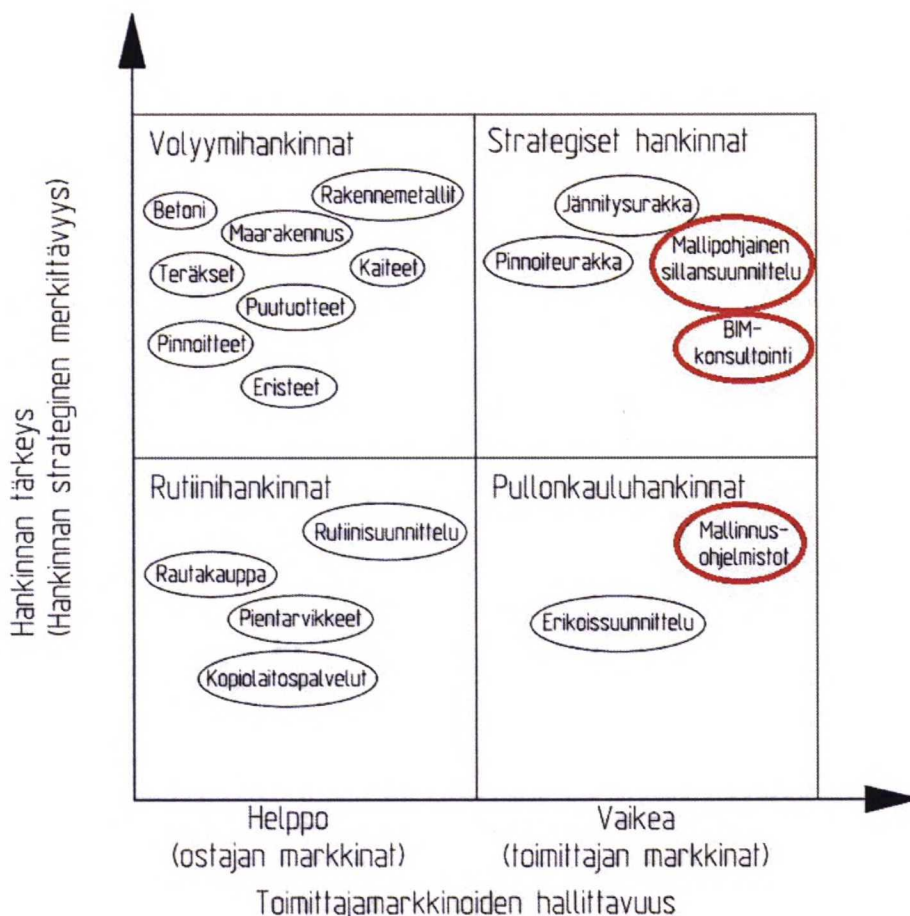 Hankinnan tärkeys
(Hankinnan strateginen merkittävyys)
Volyymihankinnat
Rakennemetallit
Betoni
Maarakennus
Teräkset
Kaiteet
Puutuotteet
Pinnoitteet
Eristeet
Strategiset hankinnat
Jännitysurakka
Pinnoiteurakka
Mallipohjainen
sillansuunnittelu
BIM-
konsultointi
Rutiinihankinnat
Rutiinisuunnittelu
Rautakauppa
Pientarvikkeet
Kopiolaitospalvelut
Pullonkauluhankinnat
Mallinnus-
ohjelmistot
Erikoissuunnittelu
Helppo
(ostajan markkinat)
Vaikea
(toimittajan markkinat)
Toimittajamarkkinoiden hallittavuus